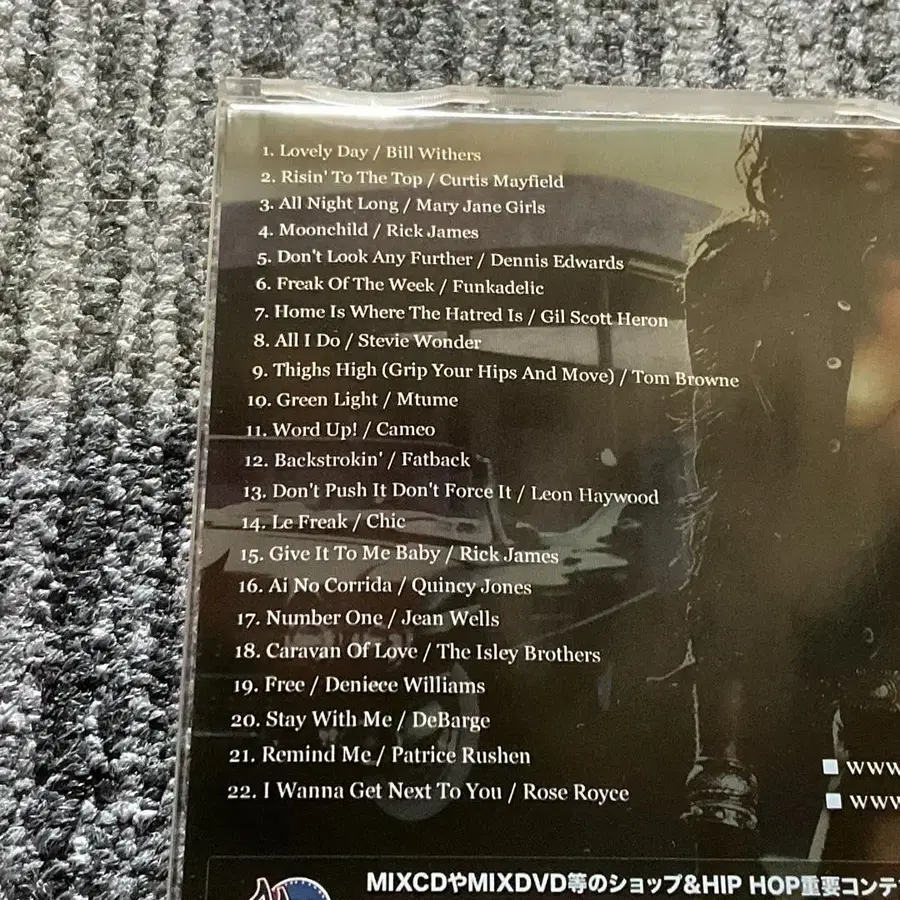 1. Lovely Day / Bill Withers
2. Risin' To The Top / Curtis Mayfield
3. All Night Long / Mary Jane Girls
4. Moonchild / Rick James
5. Don't Look Any Further / Dennis Edwards
6. Freak Of The Week / Funkadelic
7. Home Is Where The Hatred Is / Gil Scott Heron
8. All I Do / Stevie Wonder
9. Thighs High (Grip Your Hips And Move) / Tom Browne
10. Green Light / Mtume
11. Word Up! / Cameo
12. Backstrokin' / Fatback
13. Don't Push It Don't Force It / Leon Haywood
14. Le Freak / Chic
15. Give It To Me Baby / Rick James
16. Ai No Corrida / Quincy Jones
17. Number One / Jean Wells
18. Caravan Of Love / The Isley Brothers
19. Free / Deniece Williams
20. Stay With Me / DeBarge
21. Remind Me / Patrice Rushen
22. I Wanna Get Next To You / Rose Royce
www
www
MIXCDやMIXDVD等のショップ&HIP HOP重要コンテ